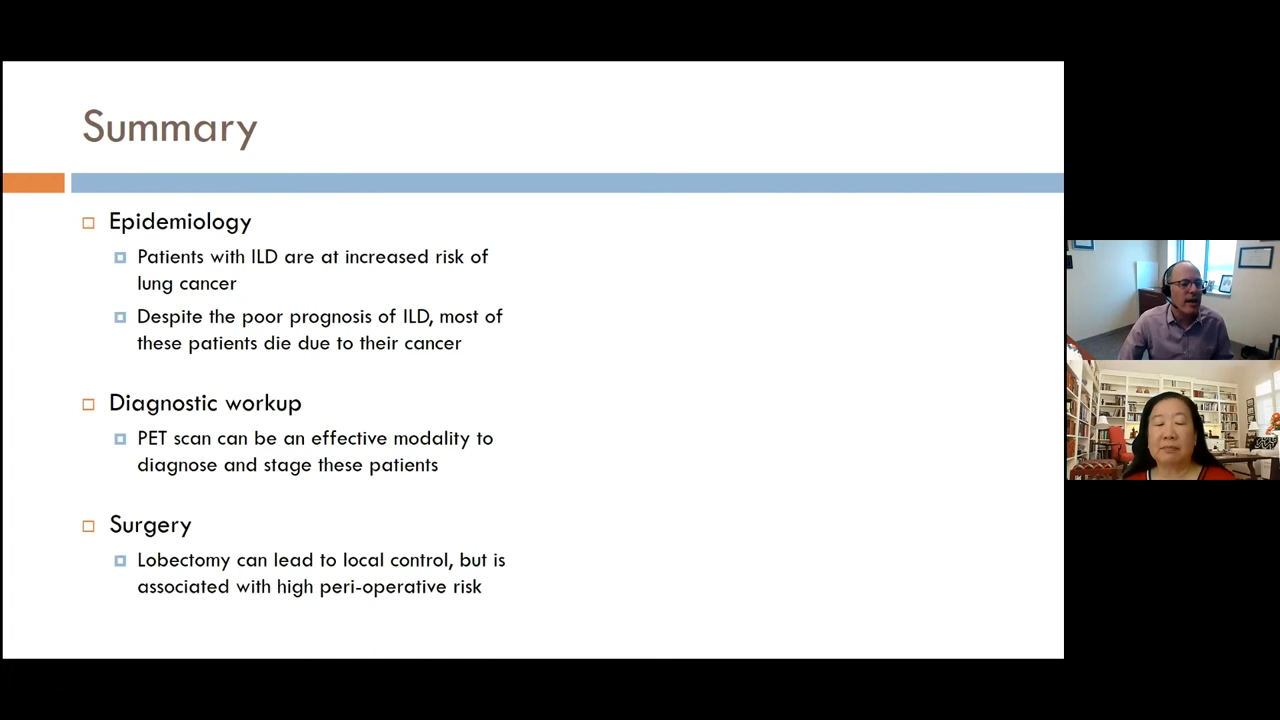 Summary
Epidemiology
Patients with ILD are at increased risk of
lung cancer
Despite the poor prognosis of ILD, most of
these patients die due to their cancer
Diagnostic workup
PET scan can be an effective modality to
diagnose and stage these patients
Surgery
Lobectomy can lead to local control, but is
associated with high peri-operative risk